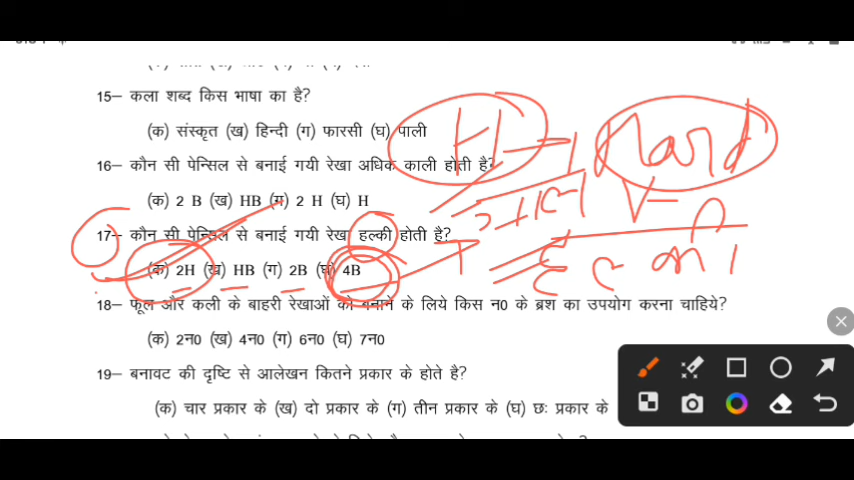 15– कला शब्द किस भाषा का है?
(क) संस्कृत (ख) हिन्दी (ग) फारसी (घ) पाली
16– कौन सी पेन्सिल से बनाई गयी रेखा अधिक काली होती है?
(क) 2 B (ख) HB (ग) 2 H (घ) H
H Hard
17– कौन सी पेन्सिल से बनाई गयी रेखा हल्की होती है?
(क) 2H (ख) HB (ग) 2B (घ) 4B
हल्की
18– फूल और कली के बाहरी रेखाओं को बनाने के लिये किस न0 के ब्रश का उपयोग करना चाहिये?
(क) 2न0 (ख) 4न0 (ग) 6न0 (घ) 7न0
19– बनावट की दृष्टि से आलेखन कितने प्रकार के होते है?
(क) चार प्रकार के (ख) दो प्रकार के (ग) तीन प्रकार के (घ) छः प्रकार के